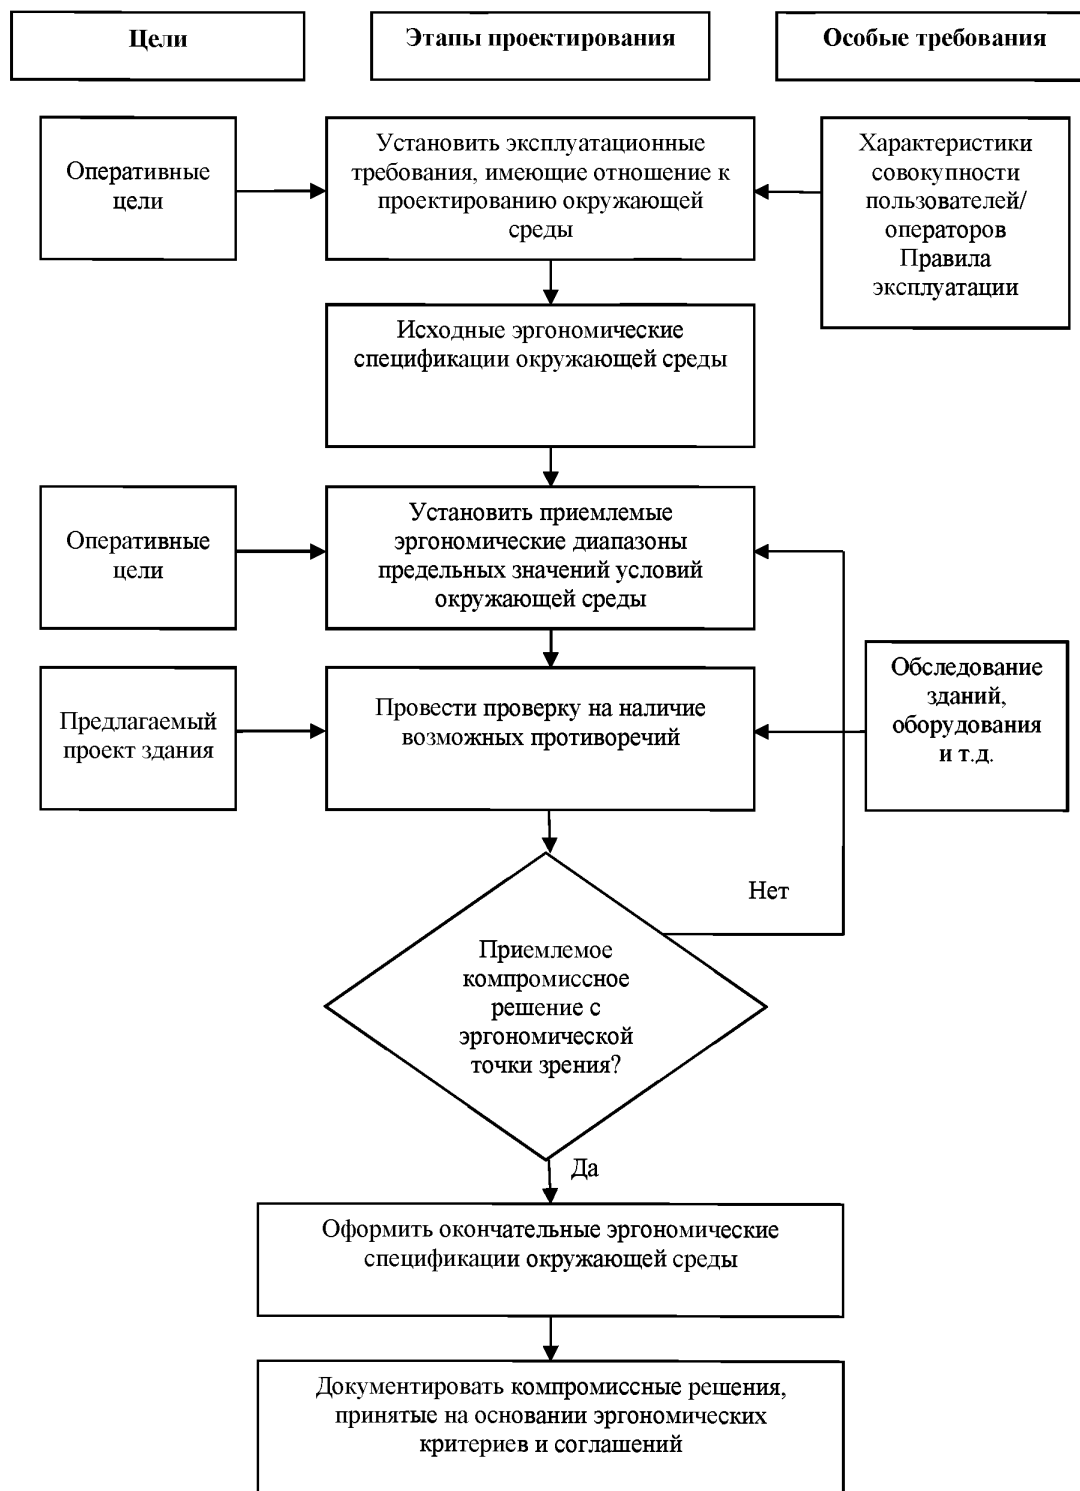 Цели
Этапы проектирования
Особые требования
Оперативные
цели
Установить эксплуатационные
требования, имеющие отношение к
проектированию окружающей
среды
Характеристики
совокупности
пользователей/
операторов
Правила
эксплуатации
Исходные эргономические
спецификации окружающей среды
Оперативные
цели
Установить приемлемые
эргономические диапазоны
предельных значений условий
окружающей среды
Предлагаемый
проект здания
Провести проверку на наличие
возможных противоречий
Обследование
зданий,
оборудования
и т.д.
Нет
Приемлемое
компромиссное
решение с
эргономической
точки зрения?
Да
Оформить окончательные эргономические
спецификации окружающей среды
Документировать компромиссные решения,
принятые на основании эргономических
критериев и соглашений